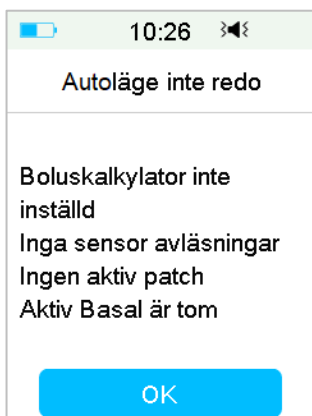 10:26
Autoläge inte redo
Boluskalkylator inte
inställd
Inga sensor avläsningar
Ingen aktiv patch
Aktiv Basal är tom
OK